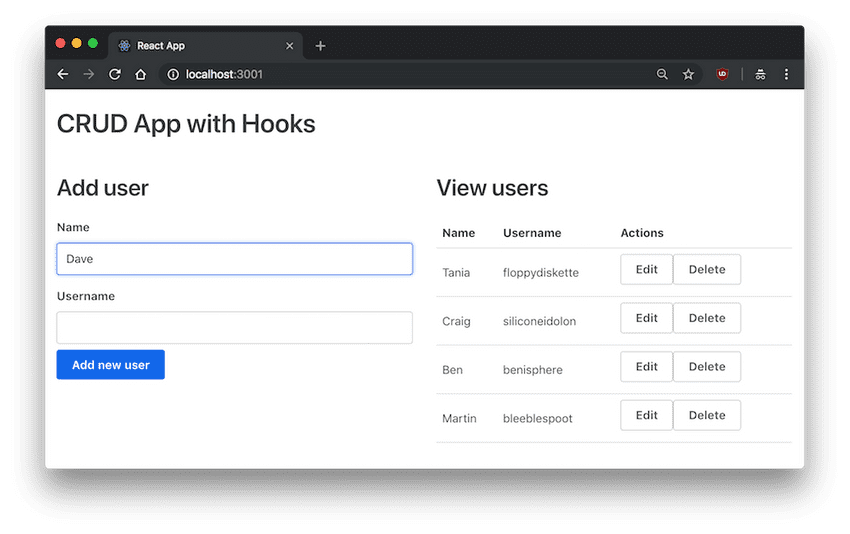 React App
localhost:3001
UD
CRUD App with Hooks
Add user
Name
Dave
Username
Add new user
View users
Name Username Actions
Tania floppydiskette Edit Delete
Craig siliconeidolon Edit Delete
Ben benisphere Edit Delete
Martin bleeblespoot Edit Delete